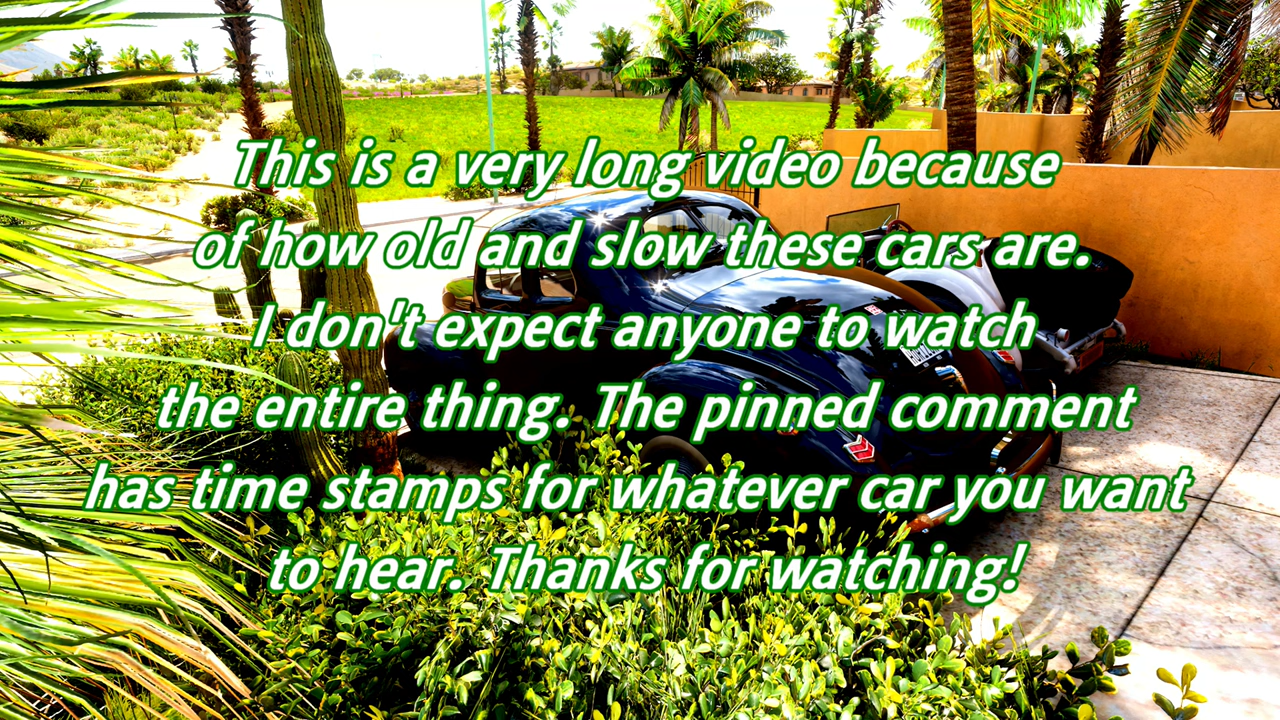 This is a very long video because
of how old and slow these cars are.
I don't expect anyone to watch
the entire thing. The pinned comment
has time stamps for whatever car you want
to hear. Thanks for watching!